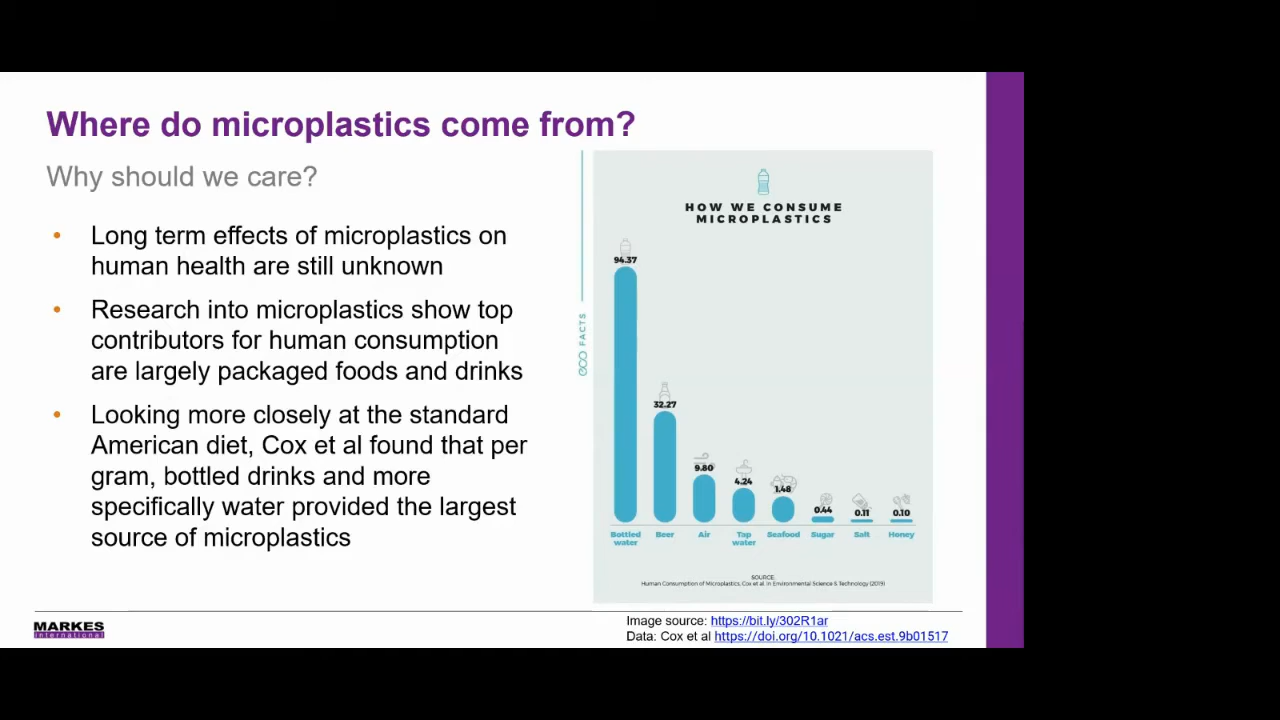 Where do microplastics come from?
Why should we care?
• Long term effects of microplastics on
human health are still unknown
• Research into microplastics show top
contributors for human consumption
are largely packaged foods and drinks
• Looking more closely at the standard
American diet, Cox et al found that per
gram, bottled drinks and more
specifically water provided the largest
source of microplastics
eco FACTS
HOW WE CONSUME
MICROPLASTICS
94.37
32.27
9.80
4.24
1.48
0.44
0.11
0.10
Bottled
water
Beer
Air
Tap
water
Seafood
Sugar
Salt
Honey
SOURCE
Human Consumption of Microplastics, Cox et al. in Environmental Science & Technology (2019)
MARKES
international
Image source: https://bit.ly/302R1ar
Data: Cox et al https://doi.org/10.1021/acs.est.9b01517